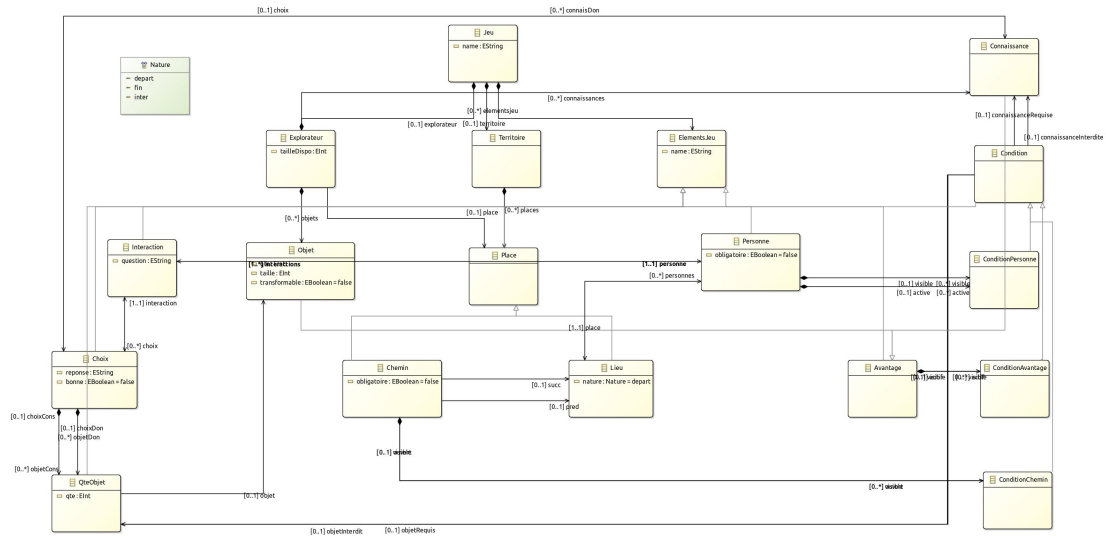 [0..1] choix
[0..*] connaisDon
Jeu
name : EString
Connaissance
Nature
depart
fin
inter
[0..*] connaissances
[0..*] elementsjeu
[0..1] explorateur
[0..1] territoire
[0..1] connaissanceRequise
[0..1] connaissanceInterdite
Explorateur
tailleDispo : EInt
Territoire
ElementsJeu
name : EString
Condition
[0..*] objets
[0..1] place
[0..*] places
Interaction
question : EString
Objet
taille : EInt
transformable : EBoolean = false
Place
Personne
obligatoire : EBoolean = false
ConditionPersonne
[1..1] personne
[0..*] personnes
[0..1] visible
[0..*] visible
[0..1] active
[0..*] active
[1..1] interaction
[1..1] place
[0..*] choix
Choix
reponse : EString
bonne : EBoolean = false
Chemin
obligatoire : EBoolean = false
Lieu
nature : Nature = depart
Avantage
ConditionAvantage
[0..1] succ
[0..1] pred
[0..1] choixCons
[0..1] choixDon
[0..*] objetDon
[0..*] objetCons
QteObjet
qte : EInt
[0..1] objet
ConditionChemin
[0..1] objetInterdit
[0..1] objetRequis